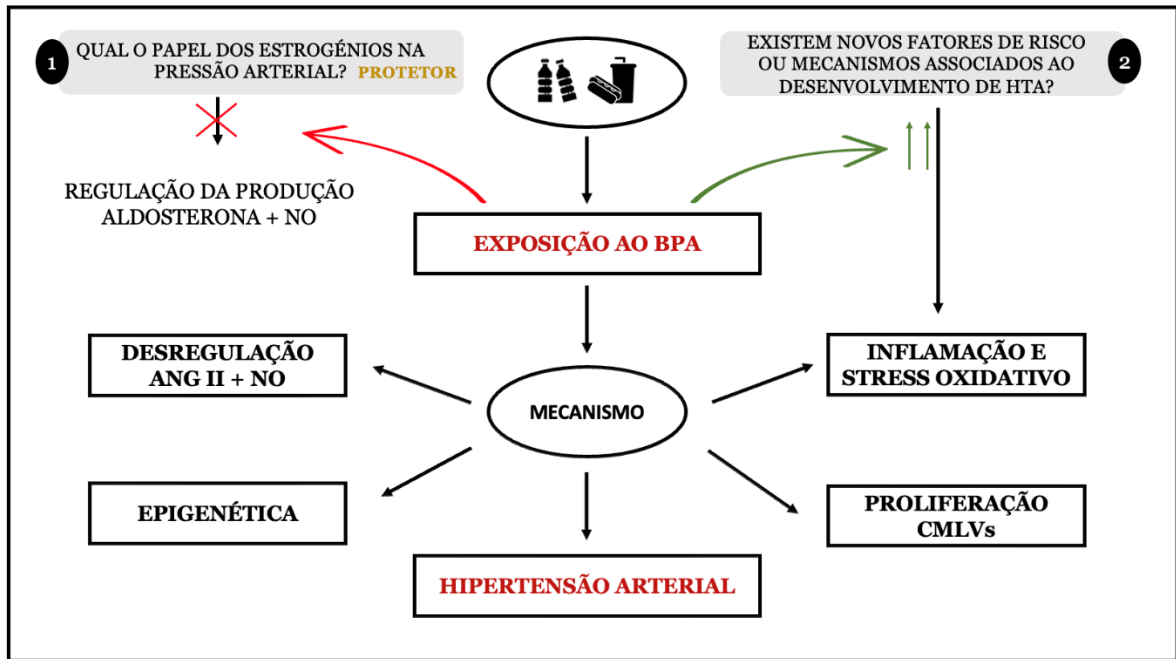 1
QUAL O PAPEL DOS ESTROGÉNIOS NA
PRESSÃO ARTERIAL? PROTETOR
EXISTEM NOVOS FATORES DE RISCO
OU MECANISMOS ASSOCIADOS AO
DESENVOLVIMENTO DE HTA?
2
REGULAÇÃO DA PRODUÇÃO
ALDOSTERONA + NO
EXPOSIÇÃO AO BPA
DESREGULAÇÃO
ANG II + NO
INFLAMAÇÃO E
STRESS OXIDATIVO
MECANISMO
EPIGENÉTICA
PROLIFERAÇÃO
CMLVs
HIPERTENSÃO ARTERIAL